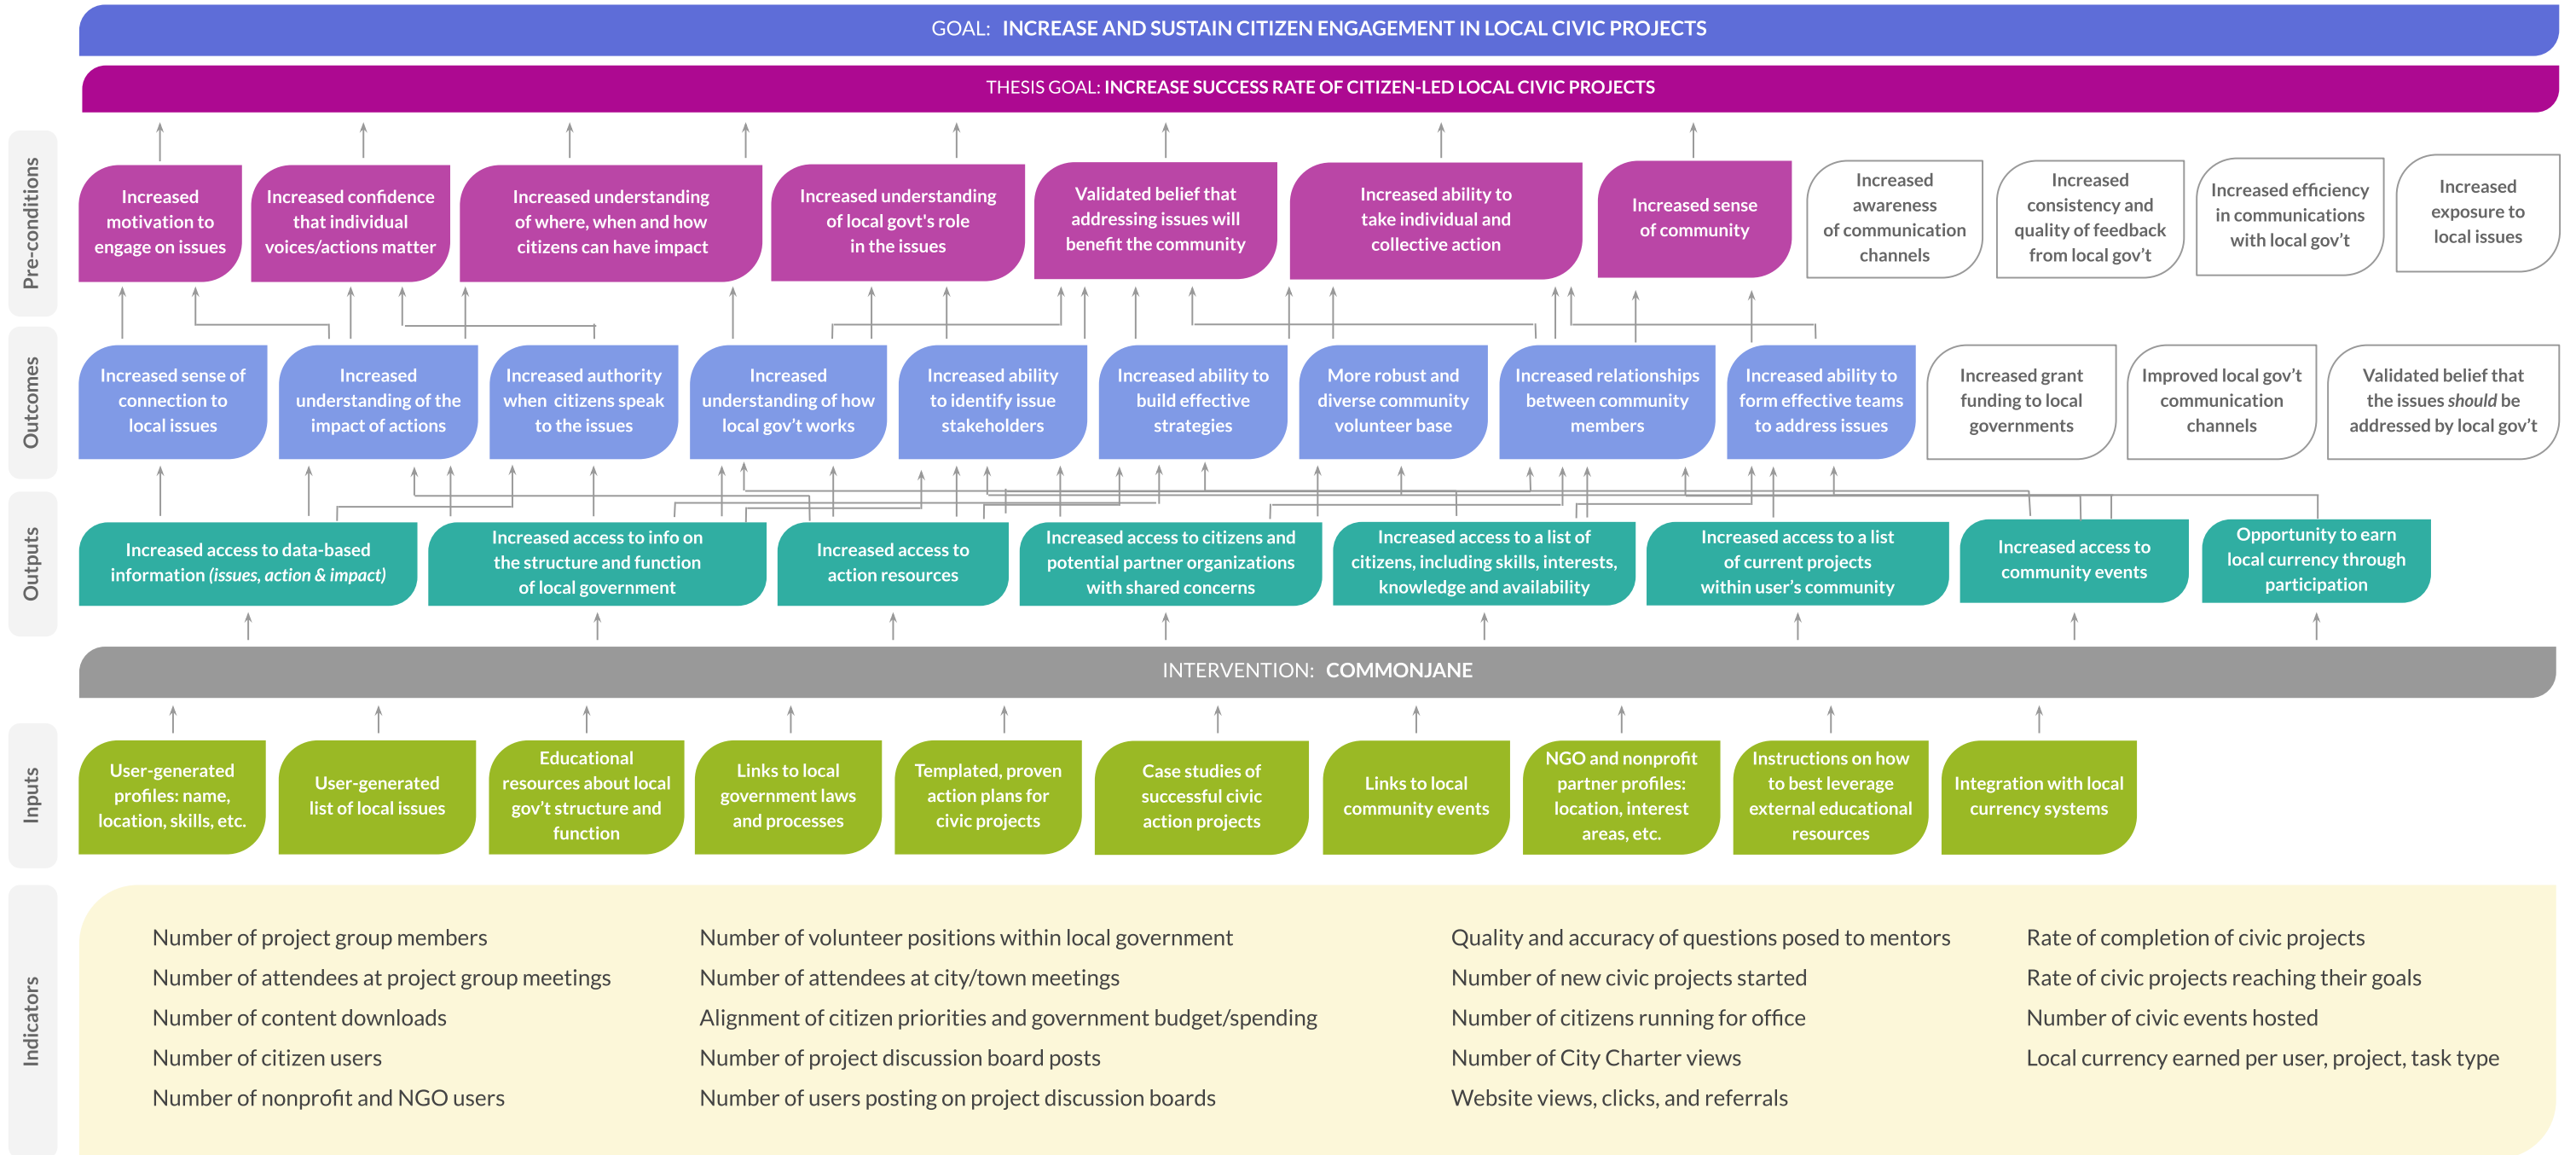 GOAL: INCREASE AND SUSTAIN CITIZEN ENGAGEMENT IN LOCAL CIVIC PROJECTS
THESIS GOAL: INCREASE SUCCESS RATE OF CITIZEN-LED LOCAL CIVIC PROJECTS
Pre-conditions
Increased
motivation to
engage on issues
Increased confidence
that individual
voices/actions matter
Increased understanding
of where, when and how
citizens can have impact
Increased understanding
of local govt's role
in the issues
Validated belief that
addressing issues will
benefit the community
Increased ability to
take individual and
collective action
Increased sense
of community
Increased
awareness
of communication
channels
Increased
consistency and
quality of feedback
from local gov't
Increased efficiency
in communications
with local gov't
Increased
exposure to
local issues
Outcomes
Increased sense of
connection to
local issues
Increased
understanding of the
impact of actions
Increased authority
when citizens speak
to the issues
Increased
understanding of how
local gov't works
Increased ability
to identify issue
stakeholders
Increased ability to
build effective
strategies
More robust and
diverse community
volunteer base
Increased relationships
between community
members
Increased ability to
form effective teams
to address issues
Increased grant
funding to local
governments
Improved local gov't
communication
channels
Validated belief that
the issues should be
addressed by local gov't
Outputs
Increased access to data-based
information (issues, action & impact)
Increased access to info on
the structure and function
of local government
Increased access to
action resources
Increased access to citizens and
potential partner organizations
with shared concerns
Increased access to a list of
citizens, including skills, interests,
knowledge and availability
Increased access to a list
of current projects
within user's community
Increased access to
community events
Opportunity to earn
local currency through
participation
INTERVENTION: COMMONJANE
Inputs
User-generated
profiles: name,
location, skills, etc.
User-generated
list of local issues
Educational
resources about local
gov't structure and
function
Links to local
government laws
and processes
Templated, proven
action plans for
civic projects
Case studies of
successful civic
action projects
Links to local
community events
NGO and nonprofit
partner profiles:
location, interest
areas, etc.
Instructions on how
to best leverage
external educational
resources
Integration with local
currency systems
Indicators
Number of project group members
Number of attendees at project group meetings
Number of content downloads
Number of citizen users
Number of nonprofit and NGO users
Number of volunteer positions within local government
Number of attendees at city/town meetings
Alignment of citizen priorities and government budget/spending
Number of project discussion board posts
Number of users posting on project discussion boards
Quality and accuracy of questions posed to mentors
Number of new civic projects started
Number of citizens running for office
Number of City Charter views
Website views, clicks, and referrals
Rate of completion of civic projects
Rate of civic projects reaching their goals
Number of civic events hosted
Local currency earned per user, project, task type